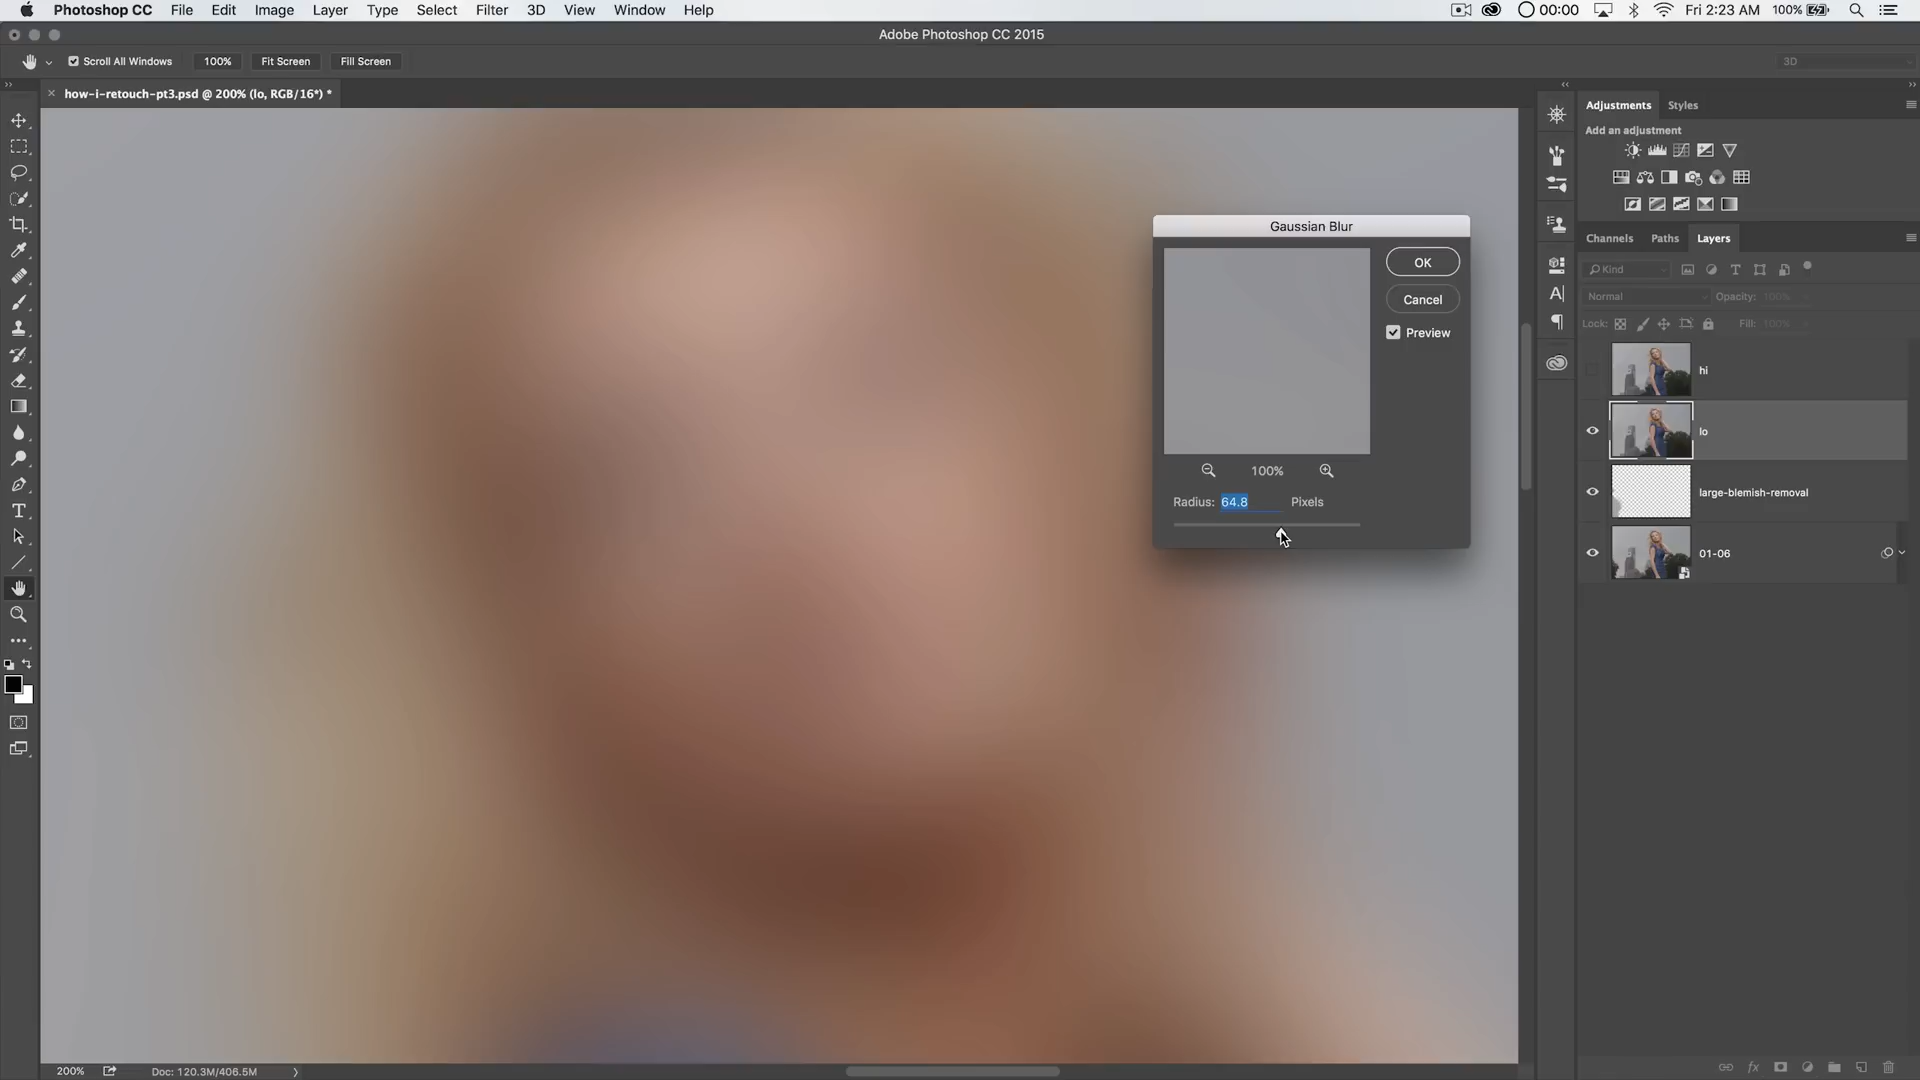 Photoshop CC File Edit Image Layer Type Select Filter 3D View Window Help 00:00 Fri 2:23 AM 100%
Adobe Photoshop CC 2015
Scroll All Windows 100% Fit Screen Fill Screen 3D
how-i-retouch-pt3.psd @ 200% (lo, RGB/16*) *
Adjustments Styles
Add an adjustment
Gaussian Blur
OK
Cancel
Preview
100%
Radius: 64.8 Pixels
Channels Paths Layers
Kind
Normal Opacity: 100%
Lock: Fill: 100%
hi
lo
large-blemish-removal
01-06
200% Doc: 120.3M/406.5M